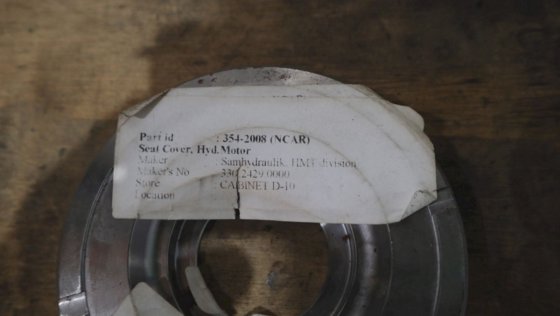 Part id : 354-2008 (NCAR)
Seat Cover, Hyd.Motor
Maker : Samhydraulik, HM3 division
Maker's No : 330 2429 0000
Store : CABINET D-10
Location